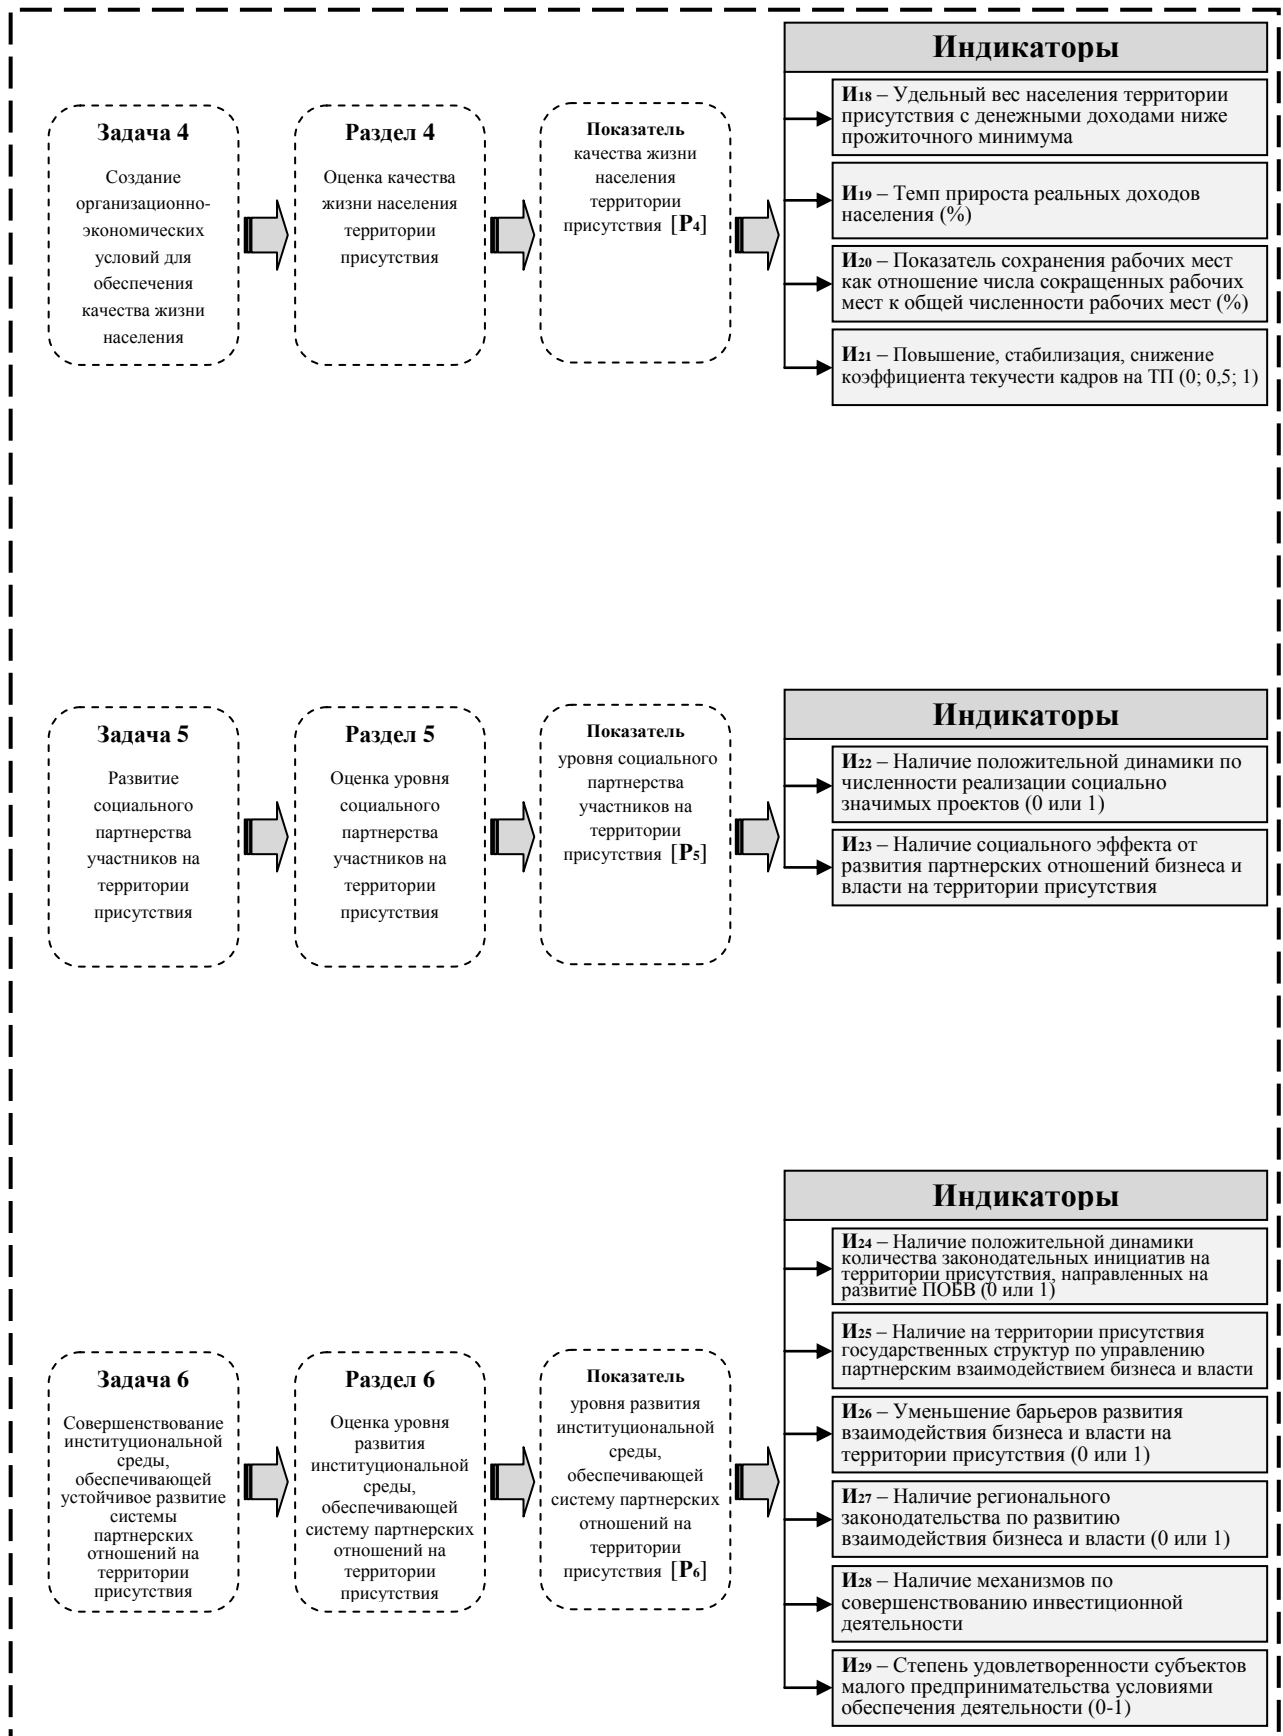 Индикаторы
Задача 4
Создание
организационно-
экономических
условий для
обеспечения
качества жизни
населения
Раздел 4
Оценка качества
жизни населения
территории
присутствия
Показатель
качества жизни
населения
территории
присутствия [P4]
И18 – Удельный вес населения территории
присутствия с денежными доходами ниже
прожиточного минимума
И19 – Темп прироста реальных доходов
населения (%)
И20 – Показатель сохранения рабочих мест
как отношение числа сокращенных рабочих
мест к общей численности рабочих мест (%)
И21 – Повышение, стабилизация, снижение
коэффициента текучести кадров на ТП (0; 0,5; 1)
Индикаторы
Задача 5
Развитие
социального
партнерства
участников на
территории
присутствия
Раздел 5
Оценка уровня
социального
партнерства
участников на
территории
присутствия
Показатель
уровня социального
партнерства
участников на
территории
присутствия [P5]
И22 – Наличие положительной динамики по
численности реализации социально
значимых проектов (0 или 1)
И23 – Наличие социального эффекта от
развития партнерских отношений бизнеса и
власти на территории присутствия
Индикаторы
Задача 6
Совершенствование
институциональной
среды,
обеспечивающей
устойчивое развитие
системы
партнерских
отношений на
территории
присутствия
Раздел 6
Оценка уровня
развития
институциональной
среды,
обеспечивающей
систему партнерских
отношений на
территории
присутствия
Показатель
уровня развития
институциональной
среды,
обеспечивающей
систему партнерских
отношений на
территории
присутствия [P6]
И24 – Наличие положительной динамики
количества законодательных инициатив на
территории присутствия, направленных на
развитие ПОБВ (0 или 1)
И25 – Наличие на территории присутствия
государственных структур по управлению
партнерским взаимодействием бизнеса и власти
И26 – Уменьшение барьеров развития
взаимодействия бизнеса и власти на
территории присутствия (0 или 1)
И27 – Наличие регионального
законодательства по развитию
взаимодействия бизнеса и власти (0 или 1)
И28 – Наличие механизмов по
совершенствованию инвестиционной
деятельности
И29 – Степень удовлетворенности субъектов
малого предпринимательства условиями
обеспечения деятельности (0-1)